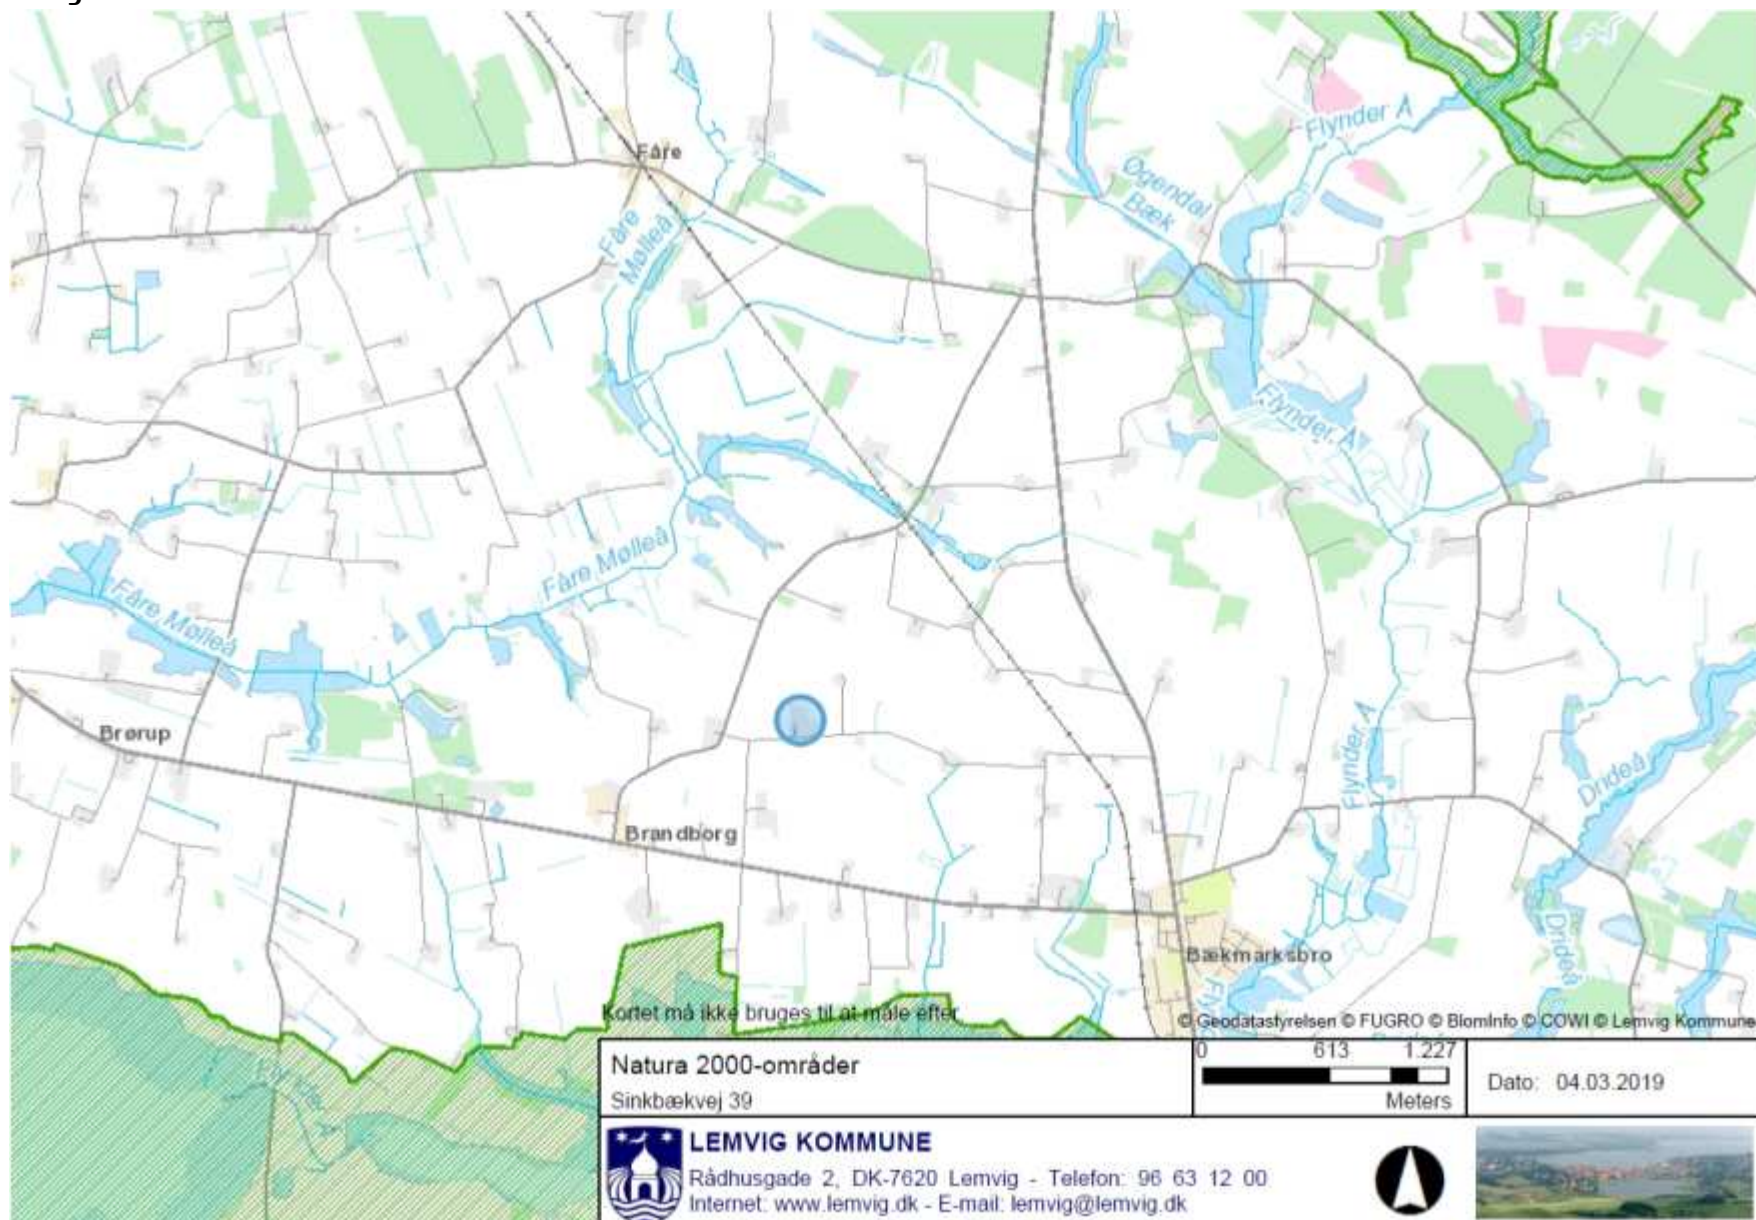 Fåre
Flynder Å
Øgendal
Bæk
Fåre
Mølleå
Flynder Å
Fåre Mølleå
Fåre Mølleå
Flynder Å
Drideå
Brørup
Brandborg
Drideå
Bækmarksbro
Fly
Kortet må ikke bruges til at måle efter
© Geodatastyrelsen © FUGRO © BlomInfo © COWI © Lemvig Kommune
Natura 2000-områder
Sinkbækvej 39
0 613 1.227
Meters
Dato: 04.03.2019
LEMVIG KOMMUNE
Rådhusgade 2, DK-7620 Lemvig - Telefon: 96 63 12 00
Internet: www.lemvig.dk - E-mail: lemvig@lemvig.dk